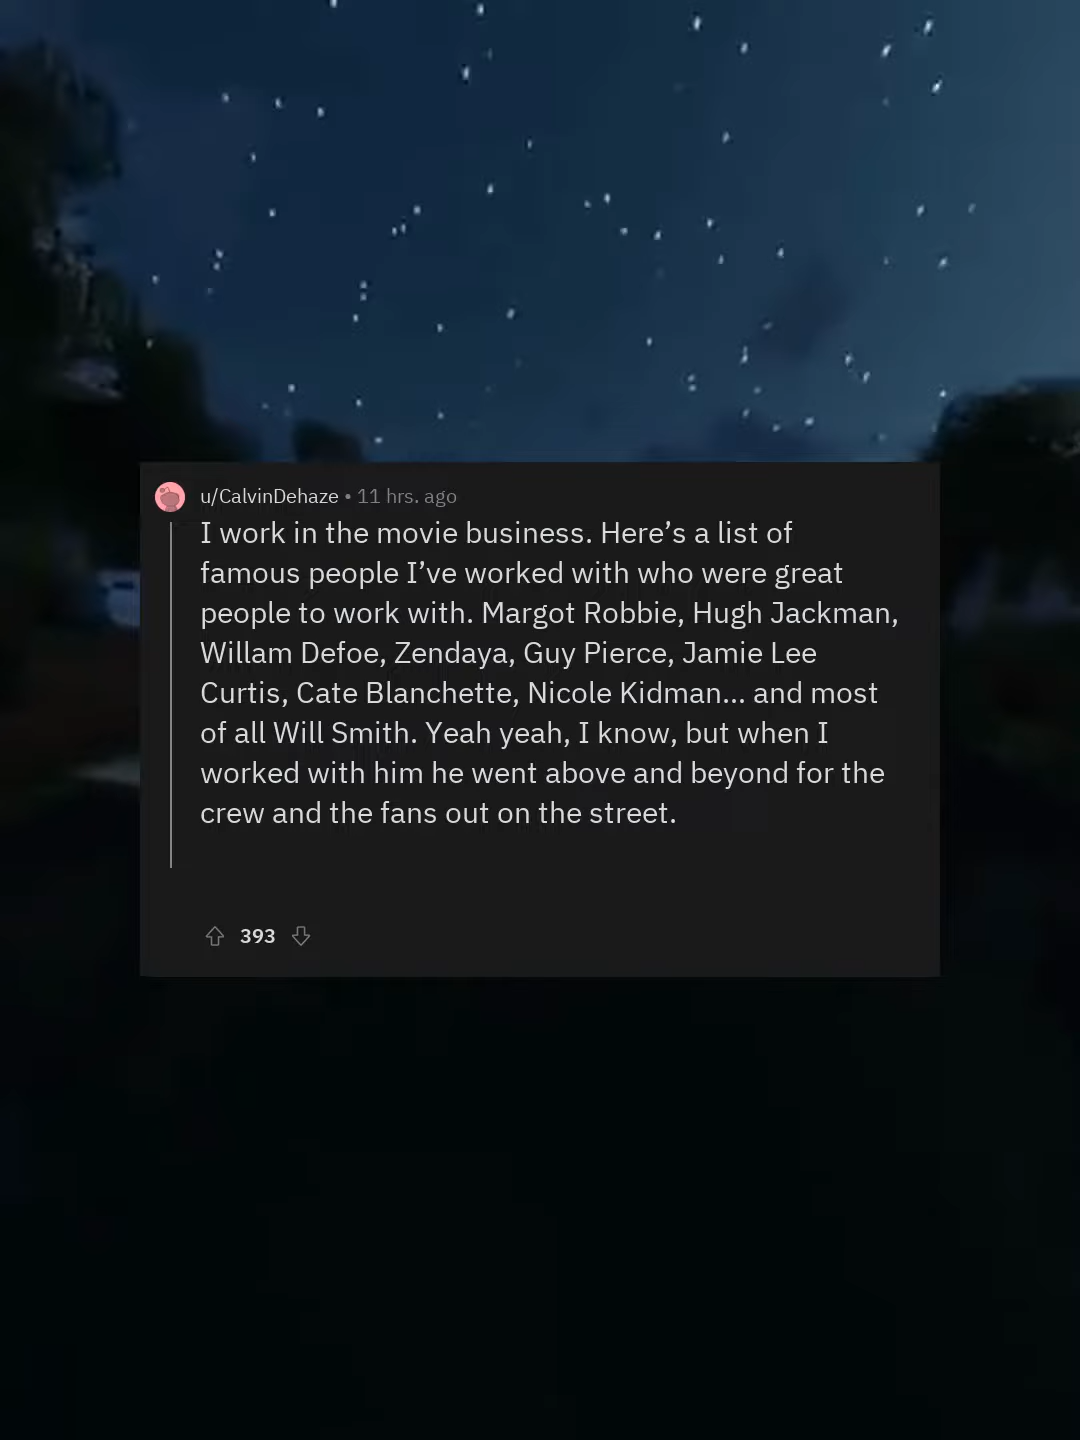 u/CalvinDehaze • 11 hrs. ago
I work in the movie business. Here’s a list of
famous people I’ve worked with who were great
people to work with. Margot Robbie, Hugh Jackman,
Willam Defoe, Zendaya, Guy Pierce, Jamie Lee
Curtis, Cate Blanchette, Nicole Kidman... and most
of all Will Smith. Yeah yeah, I know, but when I
worked with him he went above and beyond for the
crew and the fans out on the street.
393